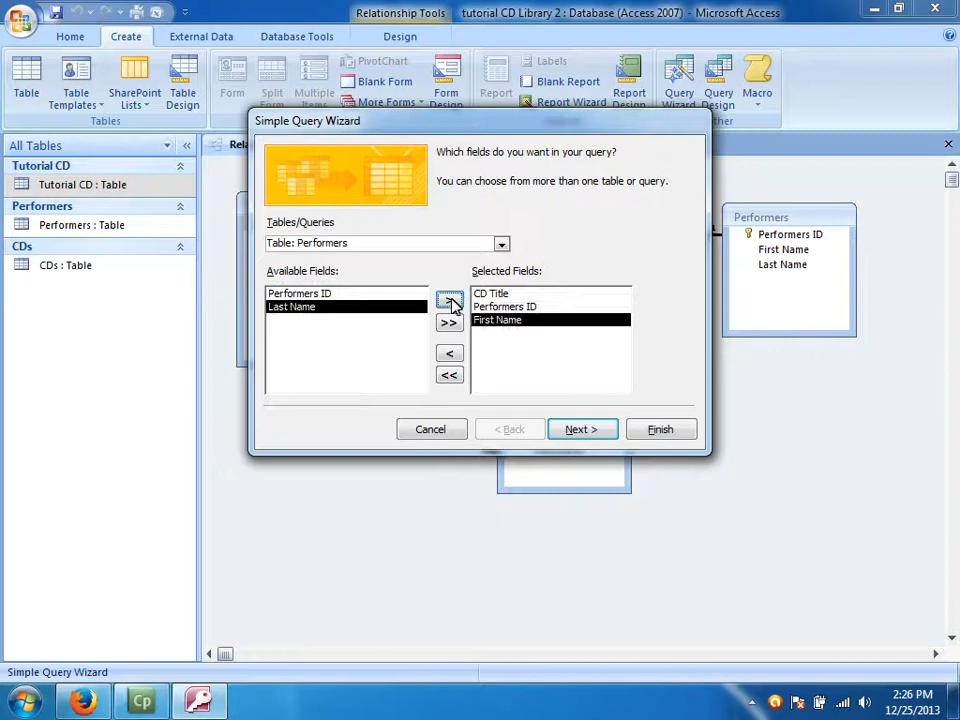 Relationship Tools
tutorial CD Library 2 : Database (Access 2007) - Microsoft Access
Home
Create
External Data
Database Tools
Design
Table
Table Templates
SharePoint Lists
Table Design
Tables
Form
Split Form
Multiple Items
PivotChart
Blank Form
More Forms
Form
Report
Labels
Blank Report
Report Wizard
Report Design
Query Wizard
Query Design
Macro
All Tables
Tutorial CD
Tutorial CD : Table
Performers
Performers : Table
CDs
CDs : Table
Simple Query Wizard
Which fields do you want in your query?
You can choose from more than one table or query.
Tables/Queries
Table: Performers
Available Fields:
Selected Fields:
Performers ID
Last Name
>
>>
<
<<
CD Title
Performers ID
First Name
Cancel
< Back
Next >
Finish
Performers
Performers ID
First Name
Last Name
Simple Query Wizard
Cp
2:26 PM
12/25/2013